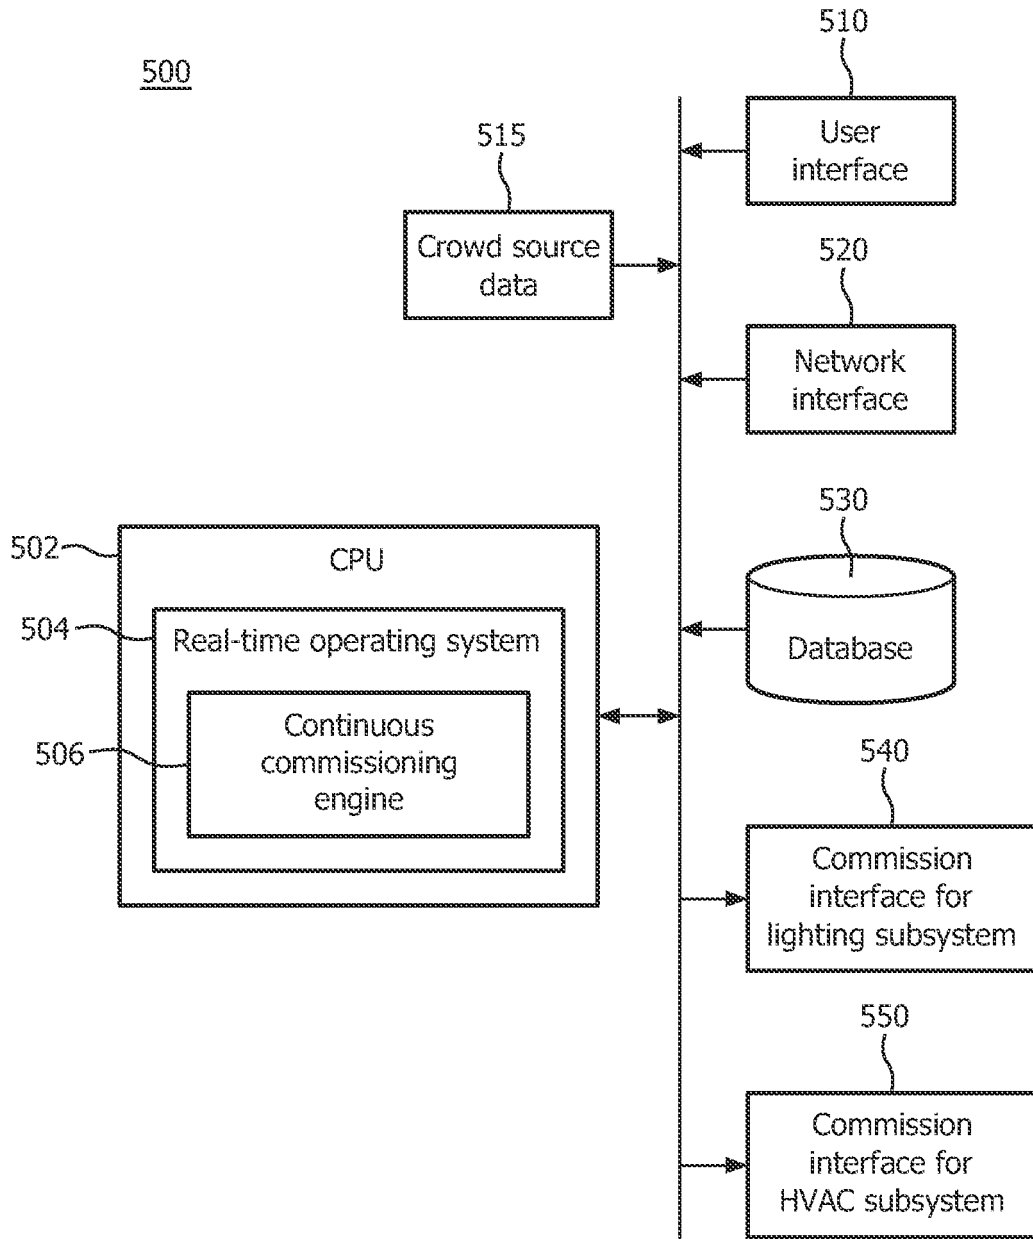 500
510
User
interface
515
Crowd source
data
520
Network
interface
530
Database
502
CPU
504
Real-time operating system
506
Continuous
commissioning
engine
540
Commission
interface for
lighting subsystem
550
Commission
interface for
HVAC subsystem